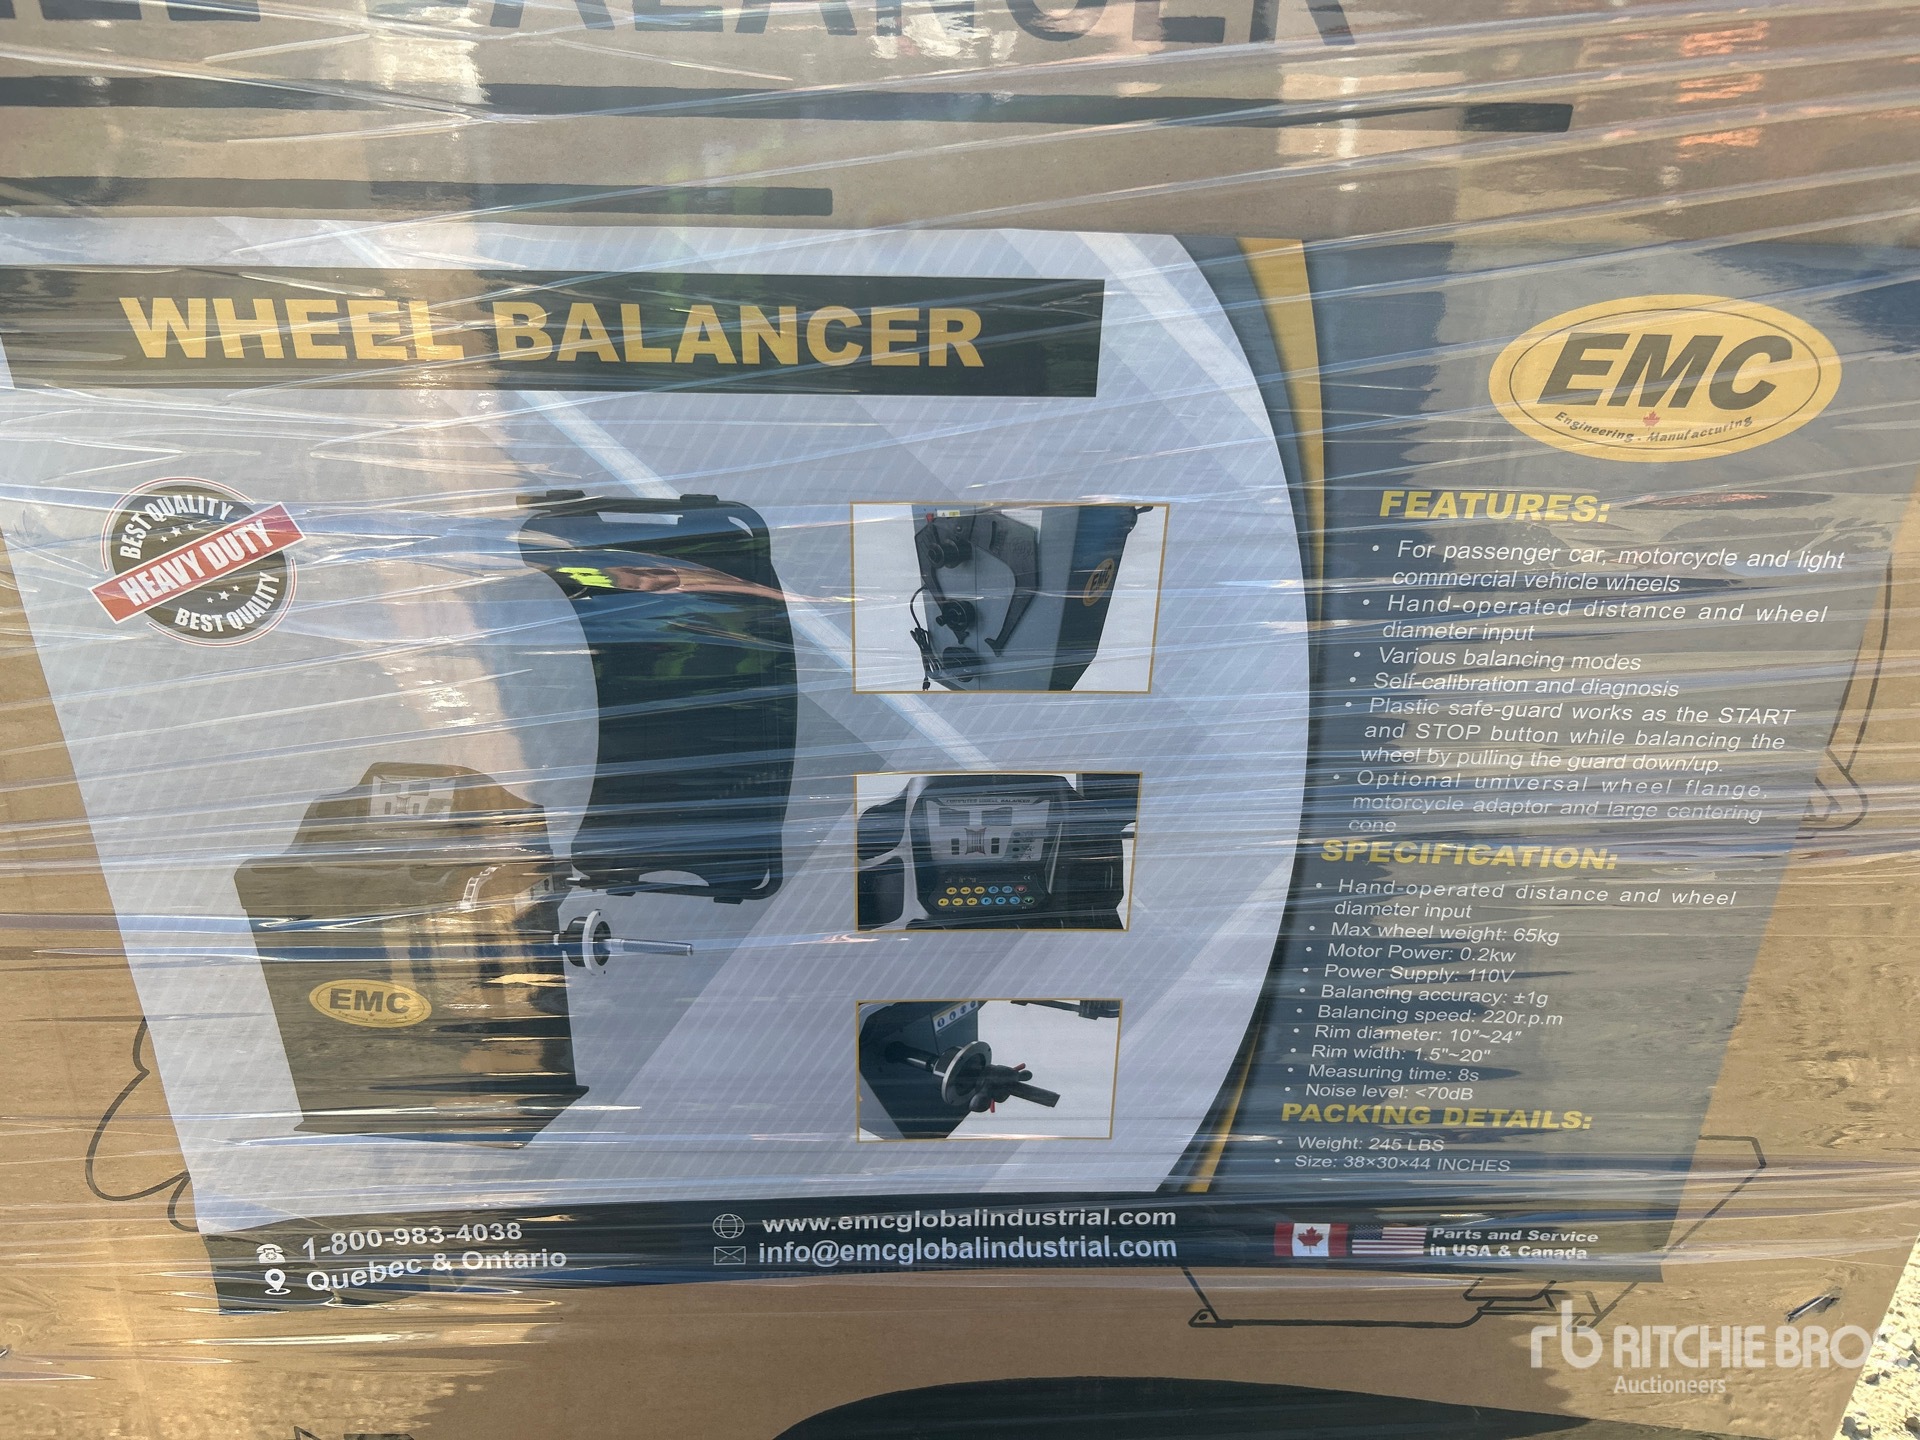 BALANCER
WHEEL BALANCER
EMC
Engineering - Manufacturing
BEST QUALITY
HEAVY DUTY
BEST QUALITY
EMC
EMC
COMPUTER WHEEL BALANCER
FEATURES:
• For passenger car, motorcycle and light
commercial vehicle wheels
• Hand-operated distance and wheel
diameter input
• Various balancing modes
• Self-calibration and diagnosis
• Plastic safe-guard works as the START
and STOP button while balancing the
wheel by pulling the guard down/up.
• Optional universal wheel flange,
motorcycle adaptor and large centering
cone
SPECIFICATION:
• Hand-operated distance and wheel
diameter input
• Max wheel weight: 65kg
• Motor Power: 0.2kw
• Power Supply: 110V
• Balancing accuracy: ±1g
• Balancing speed: 220r.p.m
• Rim diameter: 10"~24"
• Rim width: 1.5"~20"
• Measuring time: 8s
• Noise level: <70dB
PACKING DETAILS:
• Weight: 245 LBS
• Size: 38×30×44 INCHES
1-800-983-4038
Quebec & Ontario
www.emcglobalindustrial.com
info@emcglobalindustrial.com
Parts and Service
in USA & Canada
rb RITCHIE BROS.
Auctioneers